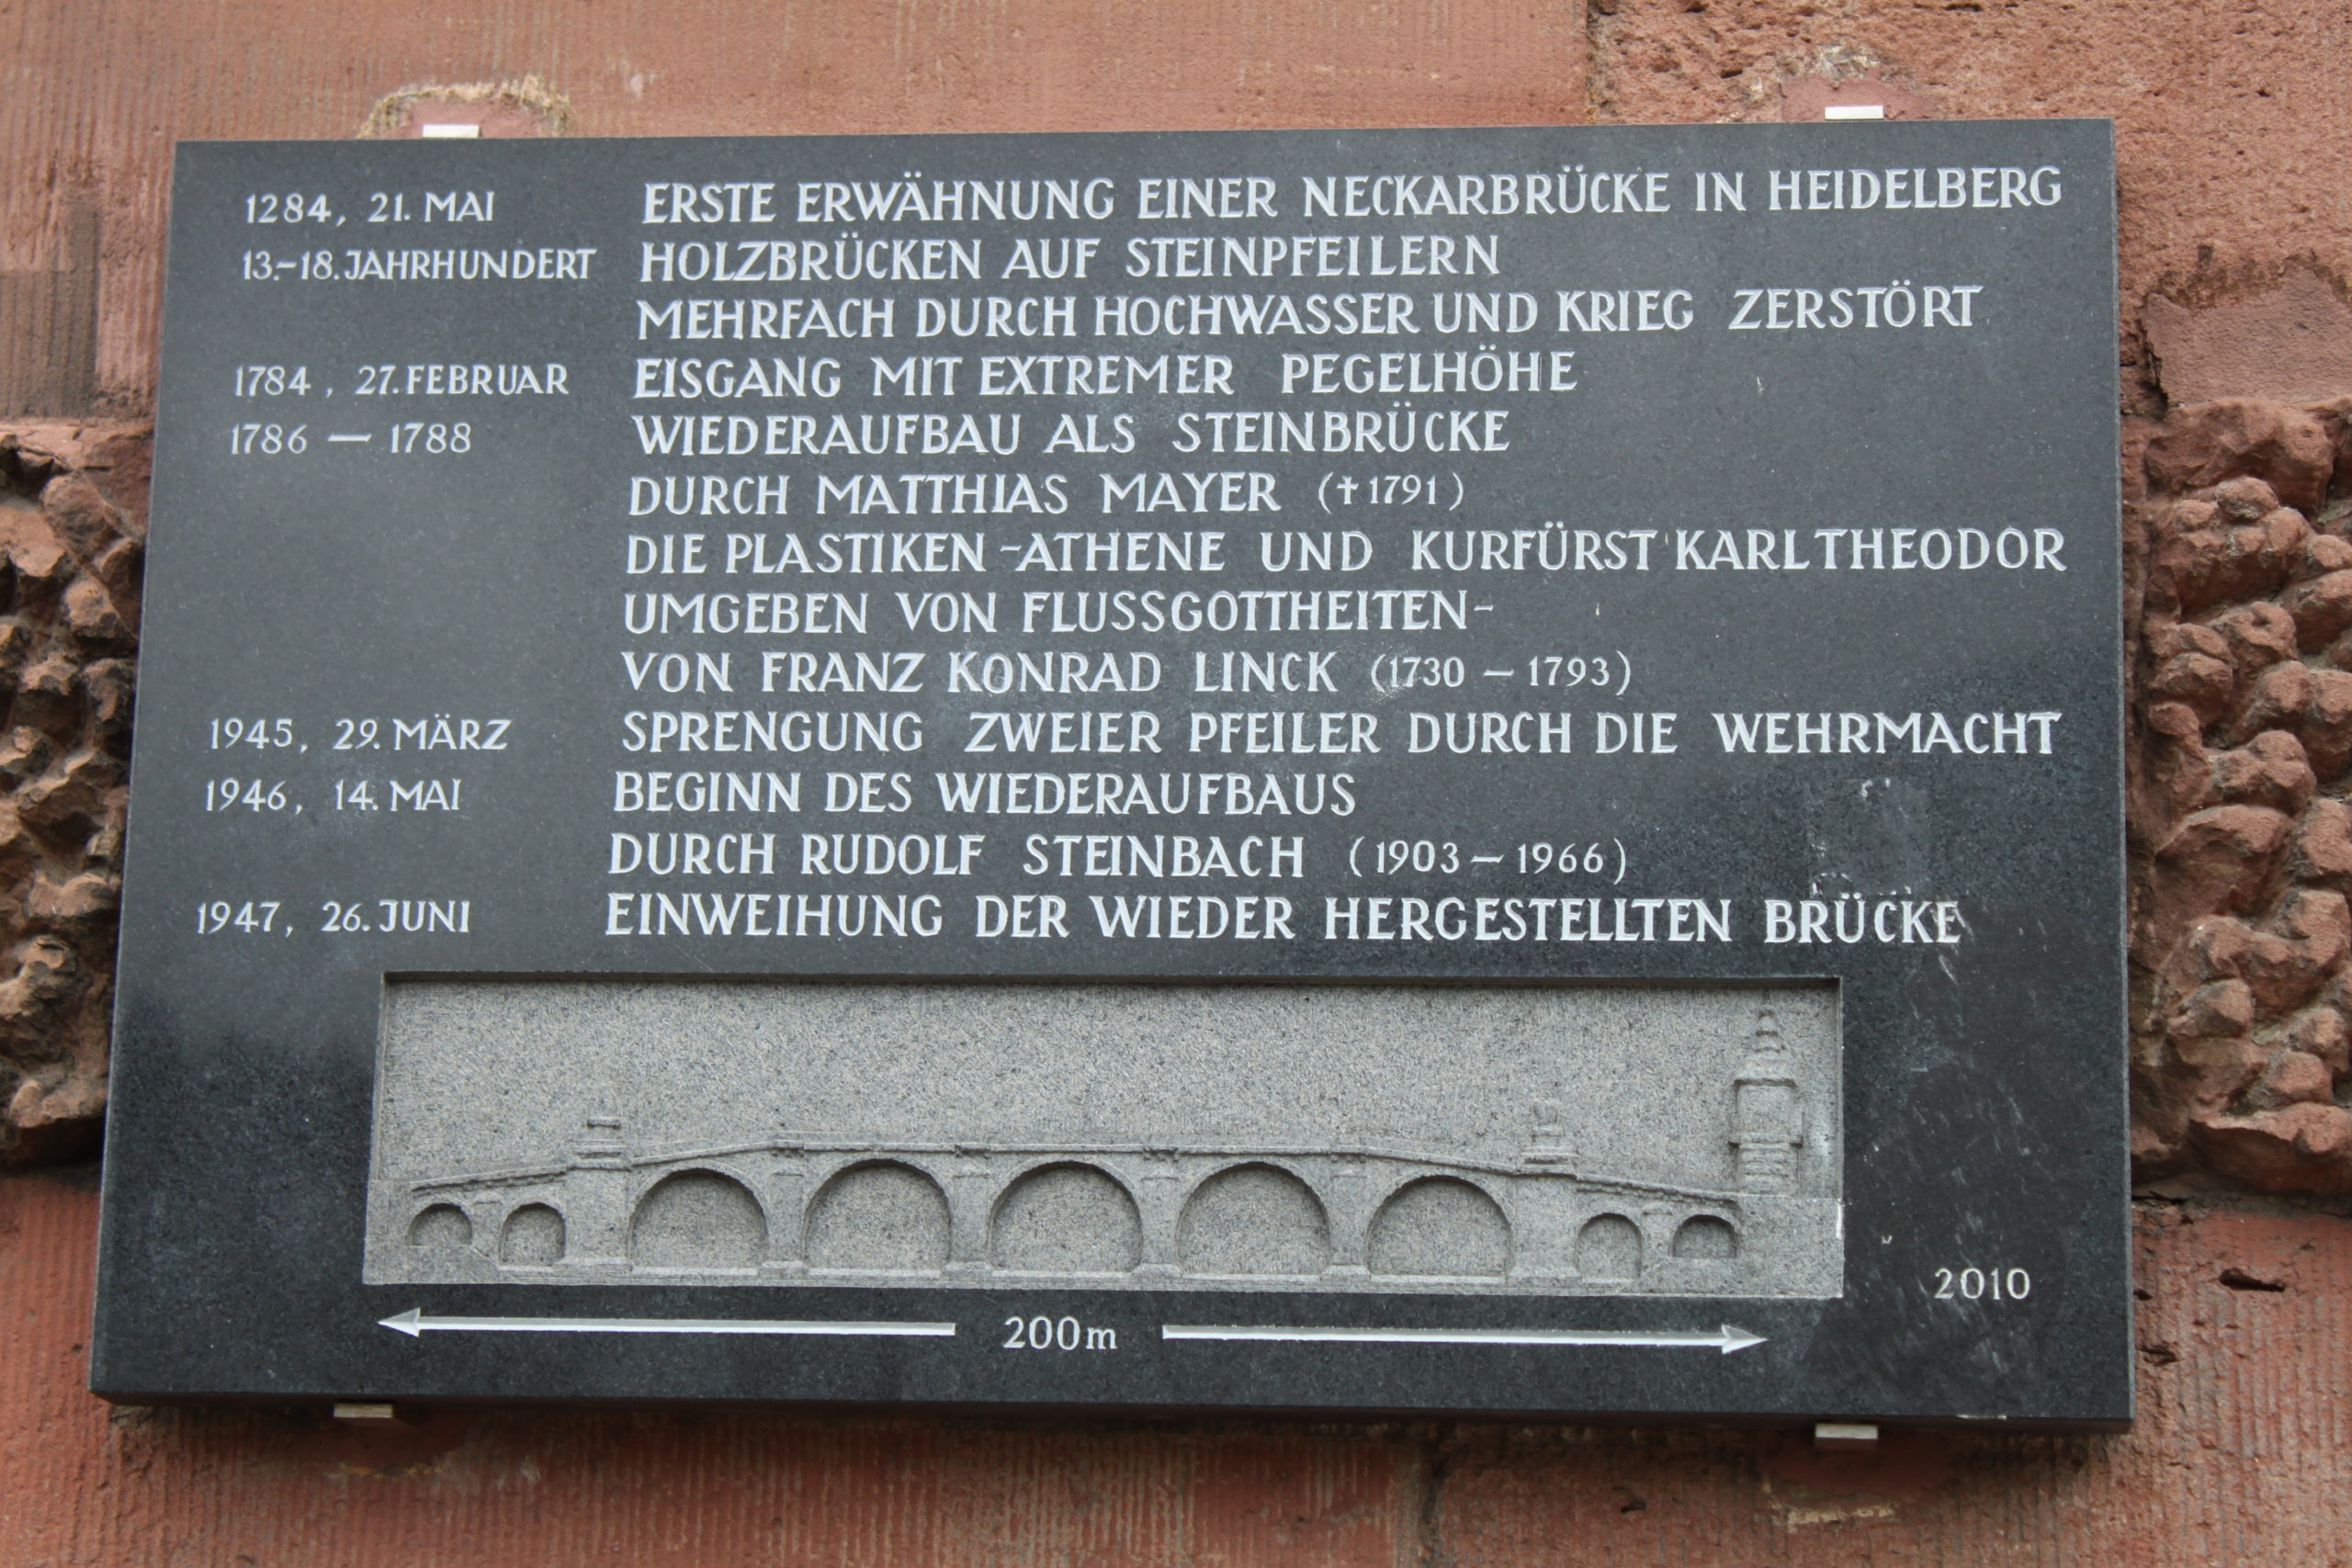 1284, 21. MAI ERSTE ERWÄHNUNG EINER NECKARBRÜCKE IN HEIDELBERG
13.-18. JAHRHUNDERT HOLZBRÜCKEN AUF STEINPFEILERN
MEHRFACH DURCH HOCHWASSER UND KRIEG ZERSTÖRT
1784, 27. FEBRUAR EISGANG MIT EXTREMER PEGELHÖHE
1786 — 1788 WIEDERAUFBAU ALS STEINBRÜCKE
DURCH MATTHIAS MAYER (✝1791)
DIE PLASTIKEN -ATHENE UND KURFÜRST KARL THEODOR
UMGEBEN VON FLUSSGOTTHEITEN-
VON FRANZ KONRAD LINCK (1730 — 1793)
1945, 29. MÄRZ SPRENGUNG ZWEIER PFEILER DURCH DIE WEHRMACHT
1946, 14. MAI BEGINN DES WIEDERAUFBAUS
DURCH RUDOLF STEINBACH (1903 — 1966)
1947, 26. JUNI EINWEIHUNG DER WIEDER HERGESTELLTEN BRÜCKE
2010
200m